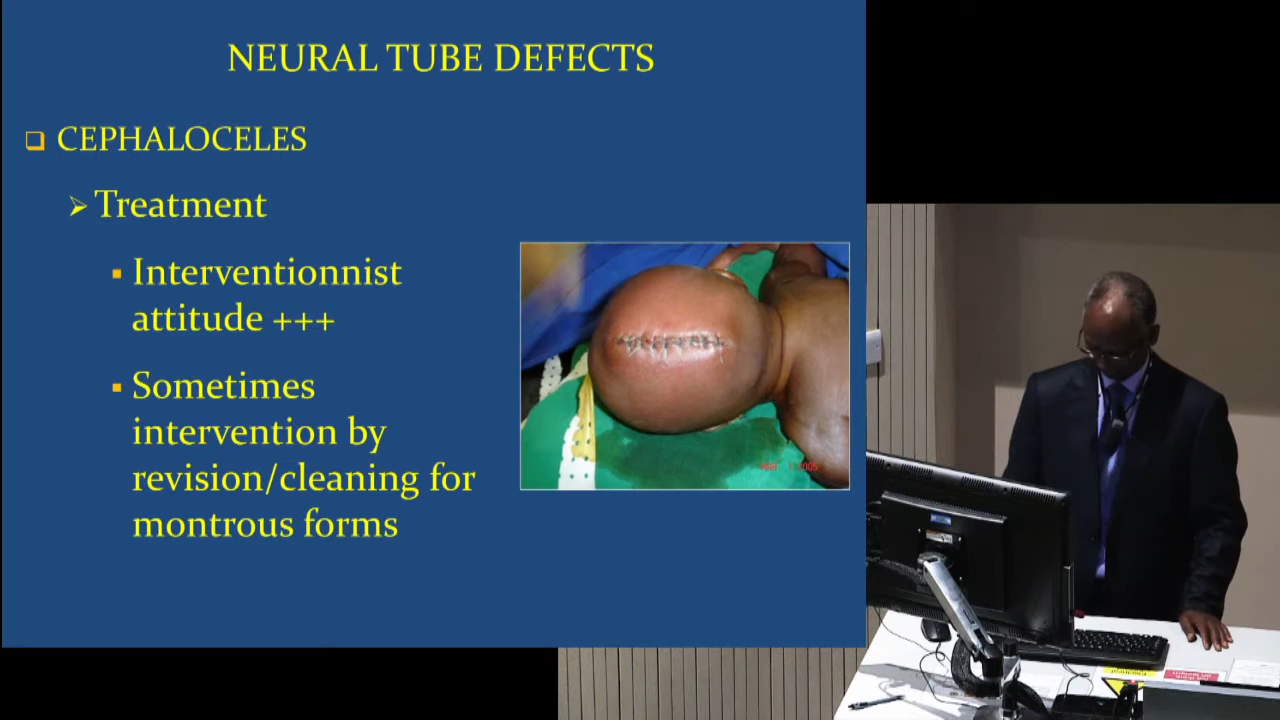 NEURAL TUBE DEFECTS
CEPHALOCELES
Treatment
Interventionnist
attitude +++
Sometimes
intervention by
revision/cleaning for
montrous forms